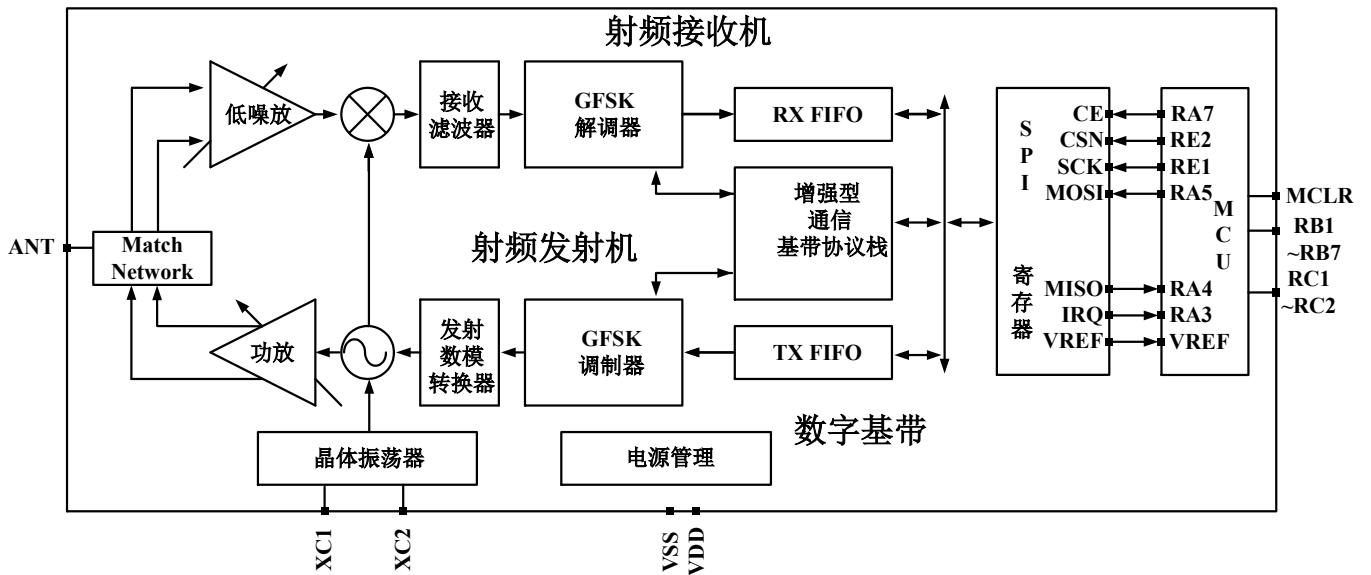 射频接收机
低噪放
接收
滤波器
GFSK
解调器
RX FIFO
S
P
I
寄
存
器
CE
CSN
SCK
MOSI
MISO
IRQ
VREF
RA7
RE2
RE1
RA5
RA4
RA3
VREF
M
C
U
MCLR
RB1
~RB7
RC1
~RC2
ANT
Match
Network
射频发射机
增强型
通信
基带协议栈
功放
发射
数模
转换器
GFSK
调制器
TX FIFO
数字基带
晶体振荡器
电源管理
XC1
XC2
VSS
VDD